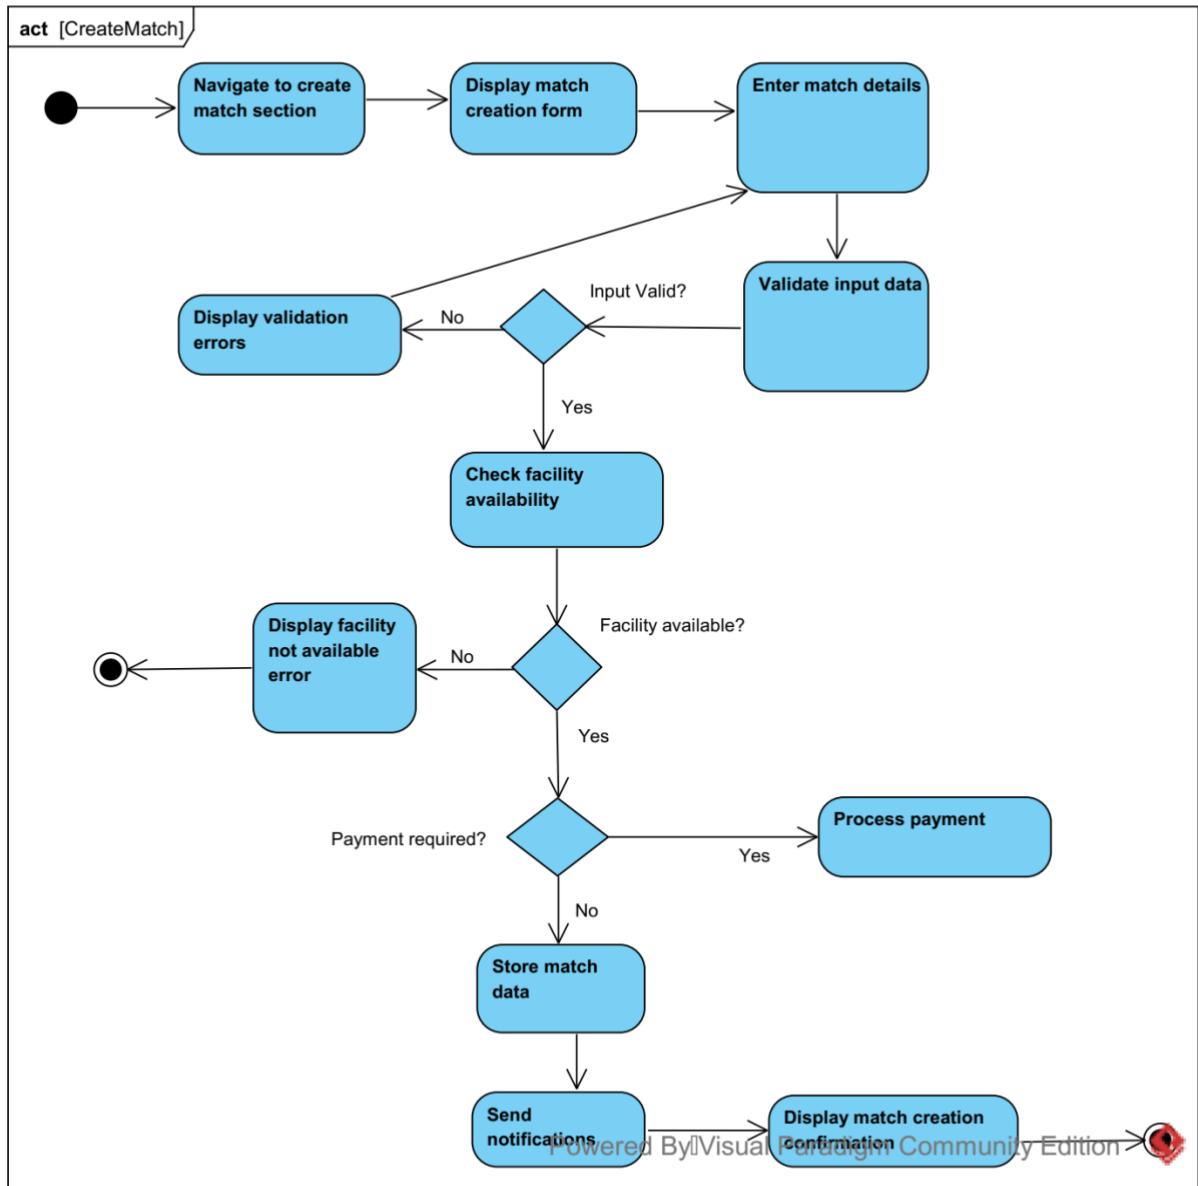 act [CreateMatch]
Navigate to create
match section
Display match
creation form
Enter match details
Validate input data
Input Valid?
No
Display validation
errors
Yes
Check facility
availability
Facility available?
No
Display facility
not available
error
Yes
Payment required?
Yes
Process payment
No
Store match
data
Send
notifications
Display match creation
confirmation
Powered By Visual Paradigm Community Edition